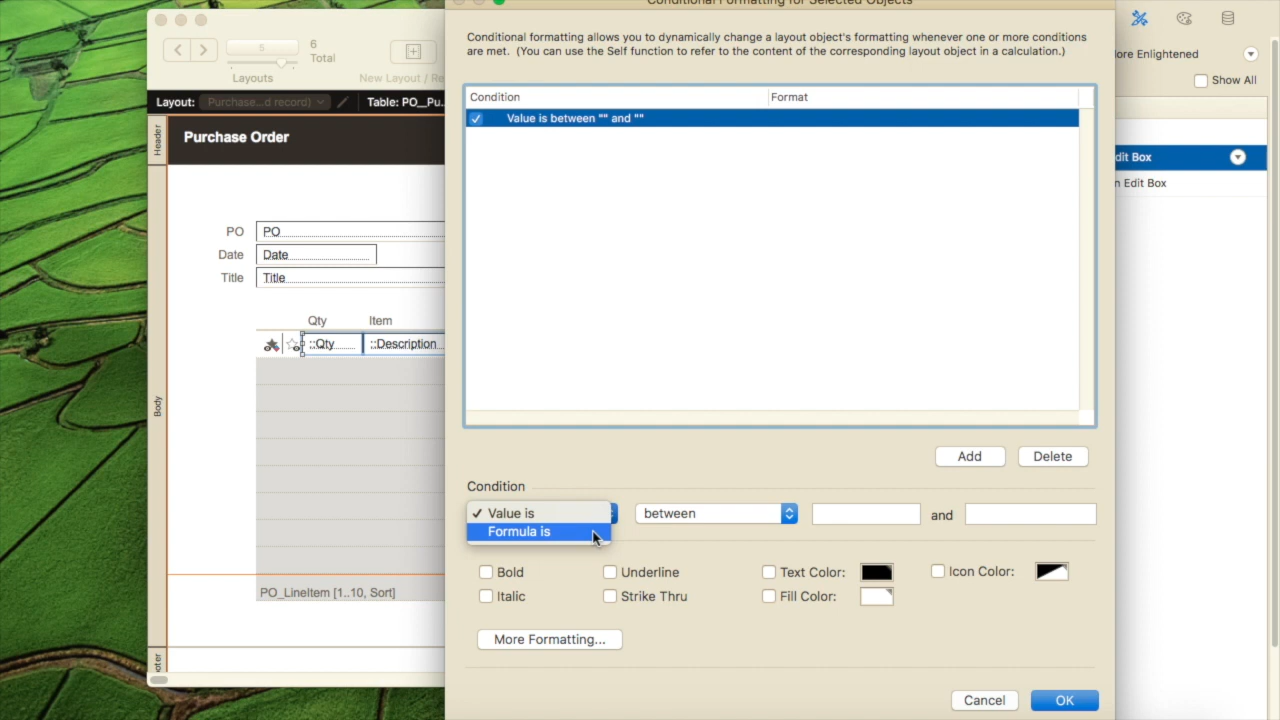 Conditional Formatting for Selected Objects
Conditional formatting allows you to dynamically change a layout object's formatting whenever one or more conditions
are met. (You can use the Self function to refer to the content of the corresponding layout object in a calculation.)
Condition Format
Value is between "" and ""
Add Delete
Condition
Value is between and
Formula is
Bold Underline Text Color: Icon Color:
Italic Strike Thru Fill Color:
More Formatting...
Cancel OK
5
6
Total
Layouts
New Layout / Re
Layout: Purchase...d record) Table: PO__Pu..
Header
Purchase Order
Body
PO PO
Date Date
Title Title
Qty Item
::Qty ::Description
PO_LineItem [1..10, Sort]
ore Enlightened
Show All
dit Box
n Edit Box